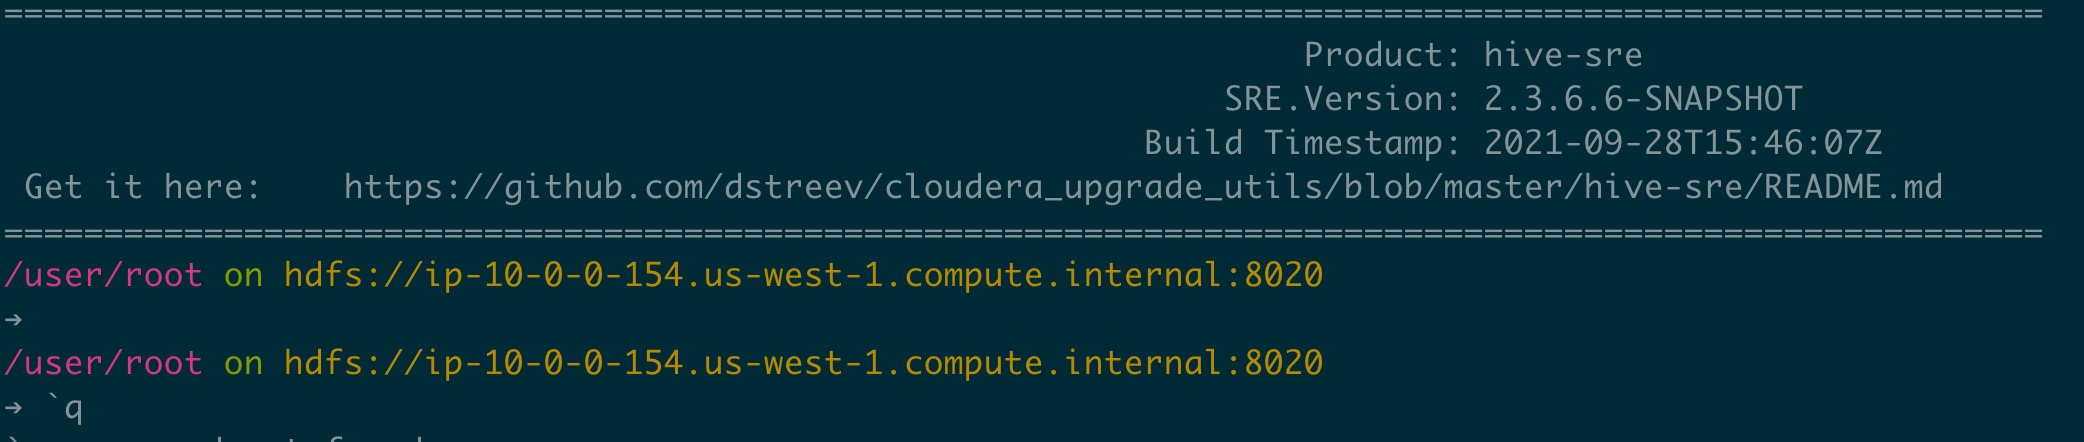 ======================================================================================================
Product: hive-sre
SRE.Version: 2.3.6.6-SNAPSHOT
Build Timestamp: 2021-09-28T15:46:07Z
Get it here:    https://github.com/dstreev/cloudera_upgrade_utils/blob/master/hive-sre/README.md
======================================================================================================
/user/root on hdfs://ip-10-0-0-154.us-west-1.compute.internal:8020
→
/user/root on hdfs://ip-10-0-0-154.us-west-1.compute.internal:8020
→ `q